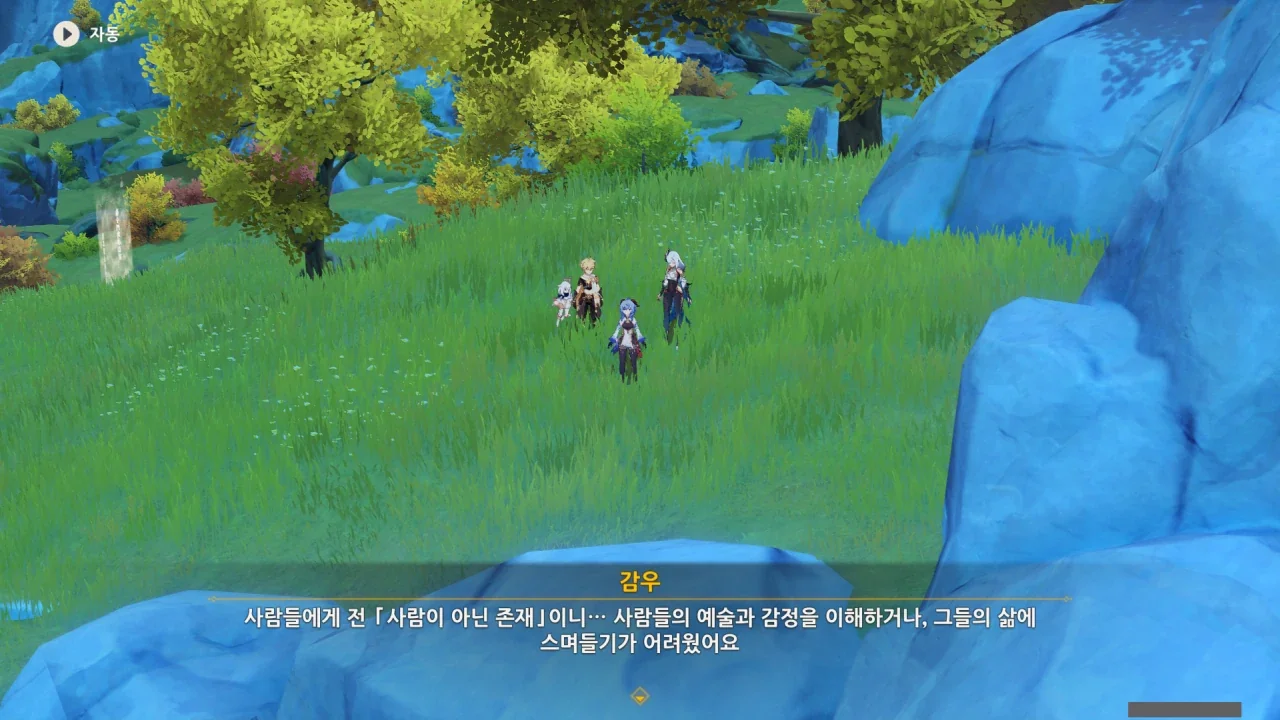 자동
감우
사람들에게 전 「사람이 아닌 존재」이니… 사람들의 예술과 감정을 이해하거나, 그들의 삶에
스며들기가 어려웠어요